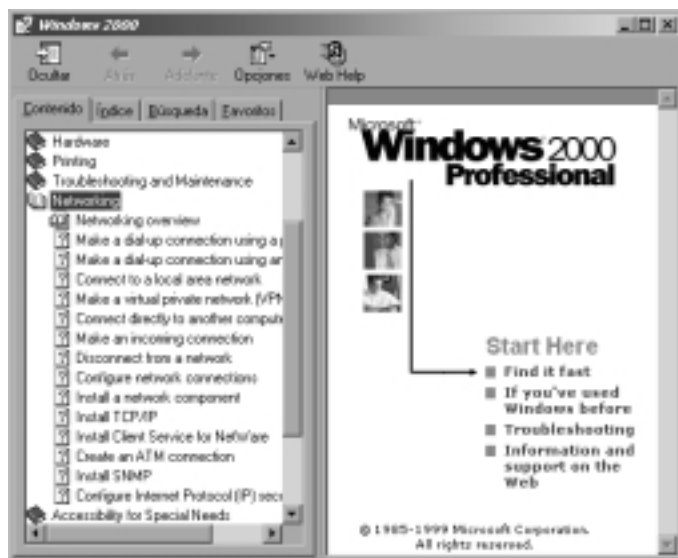 Windows 2000
Ocultar Atrás Adelante Opciones Web Help
Contenido Índice Búsqueda Favoritos
Hardware
Printing
Troubleshooting and Maintenance
Networking
Networking overview
Make a dial-up connection using a p
Make a dial-up connection using an
Connect to a local area network
Make a virtual private network (VPN
Connect directly to another compute
Make an incoming connection
Disconnect from a network
Configure network connections
Install a network component
Install TCP/IP
Install Client Service for NetWare
Create an ATM connection
Install SNMP
Configure Internet Protocol (IP) secu
Accessibility for Special Needs
Microsoft
Windows 2000
Professional
Start Here
Find it fast
If you've used
Windows before
Troubleshooting
Information and
support on the
Web
© 1985-1999 Microsoft Corporation.
All rights reserved.